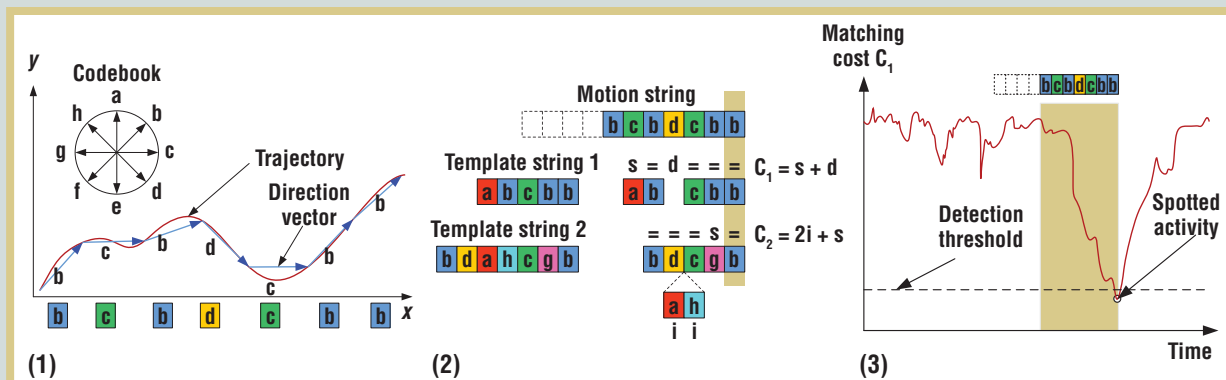 y
Codebook
a
h b
g c
f d
e
Trajectory
Direction
vector
b c b d c b b
x
b c b d c b b
(1)
Motion string
b c b d c b b
Template string 1
a b c b b
s = d = = =
C1 = s + d
a b c b b
Template string 2
b d a h c g b
= = = s =
C2 = 2i + s
b d c g b
a h
i i
(2)
Matching
cost C1
b c b d c b b
Detection
threshold
Spotted
activity
Time
(3)